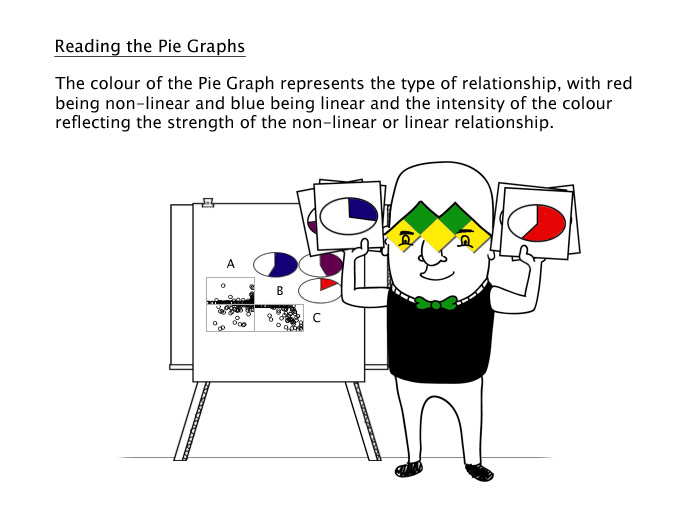 Reading the Pie Graphs
The colour of the Pie Graph represents the type of relationship, with red
being non-linear and blue being linear and the intensity of the colour
reflecting the strength of the non-linear or linear relationship.
A
B
C